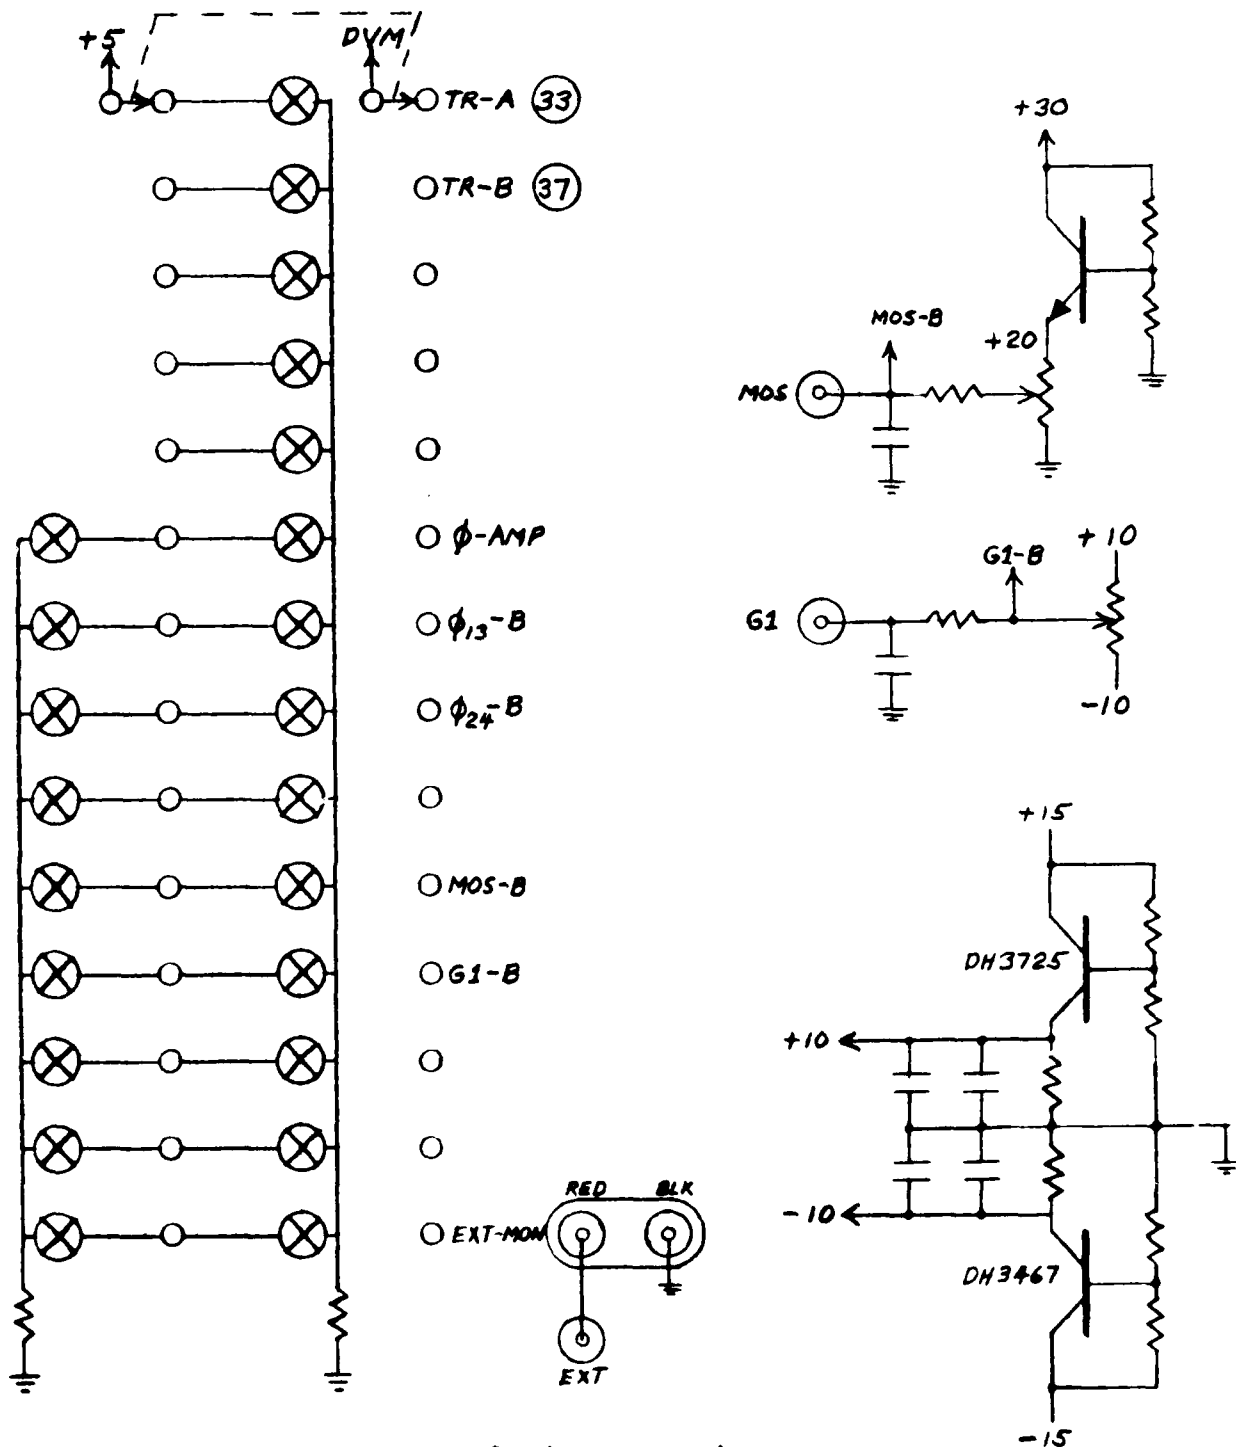 +5
DVM
TR-A 33
TR-B 37
ϕ-AMP
ϕ13-B
ϕ24-B
MOS-B
G1-B
EXT-MON
RED
BLK
EXT
+30
+20
MOS-B
MOS
G1-B
+10
G1
-10
+15
DH3725
+10
-10
DH3467
-15